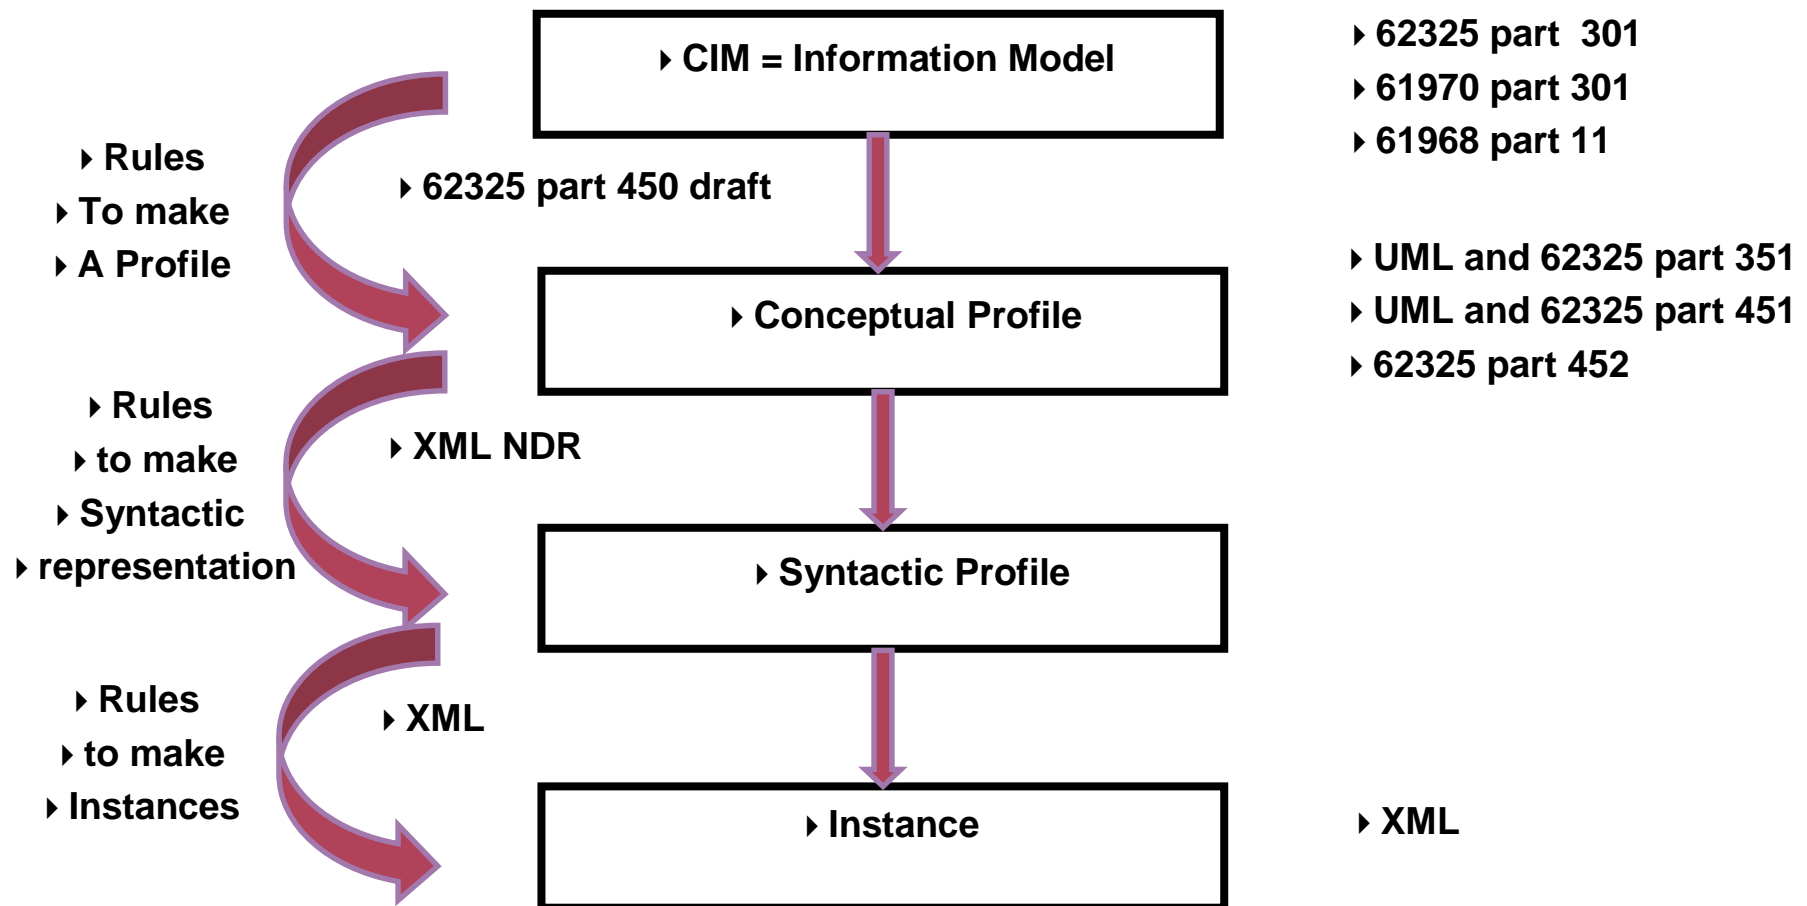 ▸ CIM = Information Model
▸ 62325 part 301
▸ 61970 part 301
▸ 61968 part 11
▸ Rules
▸ To make
▸ A Profile
▸ 62325 part 450 draft
▸ Conceptual Profile
▸ UML and 62325 part 351
▸ UML and 62325 part 451
▸ 62325 part 452
▸ Rules
▸ to make
▸ Syntactic
▸ representation
▸ XML NDR
▸ Syntactic Profile
▸ Rules
▸ to make
▸ Instances
▸ XML
▸ Instance
▸ XML